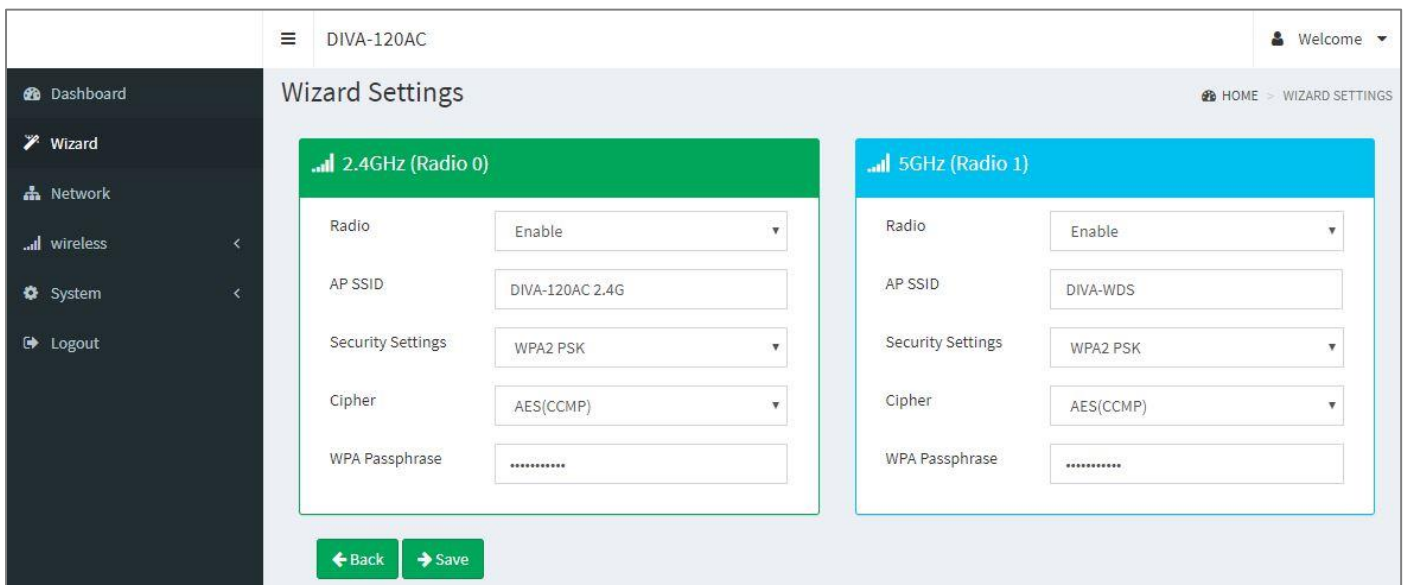 DIVA-120AC
Welcome
Dashboard
Wizard
Network
wireless
System
Logout
Wizard Settings
HOME > WIZARD SETTINGS
2.4GHz (Radio 0)
Radio
Enable
AP SSID
DIVA-120AC 2.4G
Security Settings
WPA2 PSK
Cipher
AES(CCMP)
WPA Passphrase
•••••••••••
5GHz (Radio 1)
Radio
Enable
AP SSID
DIVA-WDS
Security Settings
WPA2 PSK
Cipher
AES(CCMP)
WPA Passphrase
•••••••••••
Back
Save